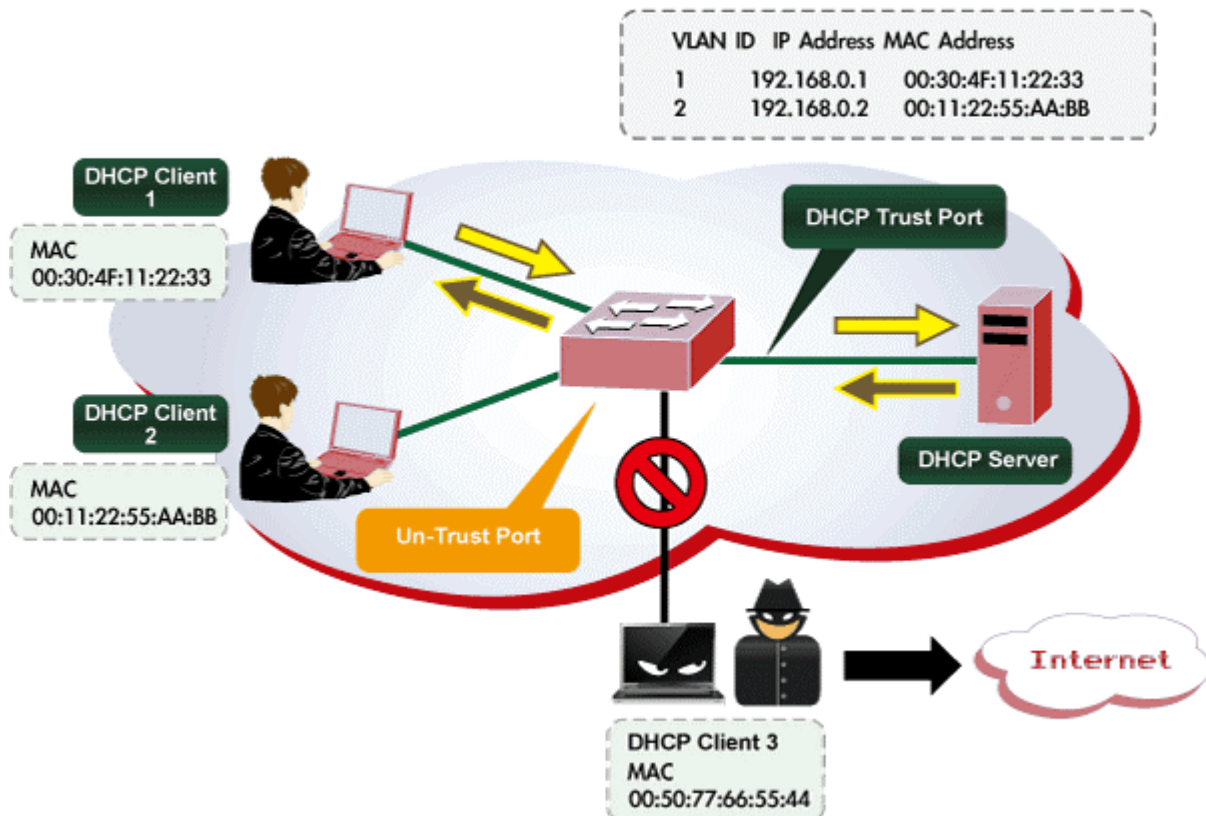 VLAN ID IP Address MAC Address
1 192.168.0.1 00:30:4F:11:22:33
2 192.168.0.2 00:11:22:55:AA:BB
DHCP Client
1
MAC
00:30:4F:11:22:33
DHCP Trust Port
DHCP Client
2
MAC
00:11:22:55:AA:BB
Un-Trust Port
DHCP Server
Internet
DHCP Client 3
MAC
00:50:77:66:55:44